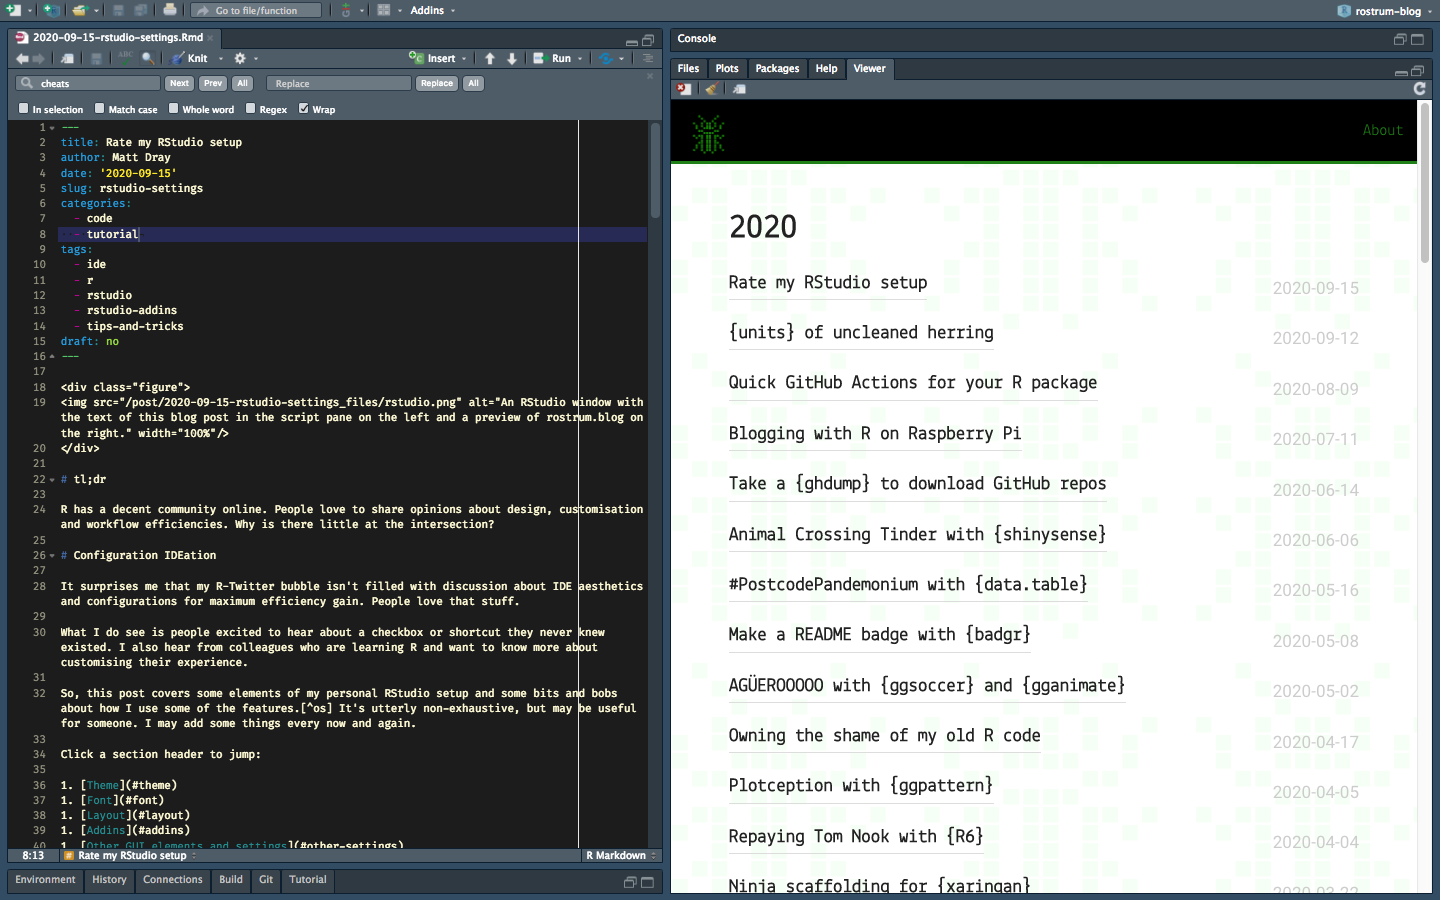 Go to file/function
Addins
rostrum-blog
2020-09-15-rstudio-settings.Rmd
ABC
Knit
Insert
Run
cheats
Next
Prev
All
Replace
Replace
All
In selection
Match case
Whole word
Regex
Wrap
1 ---
2 title: Rate my RStudio setup
3 author: Matt Dray
4 date: '2020-09-15'
5 slug: rstudio-settings
6 categories:
7 - code
8 - tutorial
9 tags:
10 - ide
11 - r
12 - rstudio
13 - rstudio-addins
14 - tips-and-tricks
15 draft: no
16 ---
17
18 <div class="figure">
19 <img src="/post/2020-09-15-rstudio-settings_files/rstudio.png" alt="An RStudio window with
the text of this blog post in the script pane on the left and a preview of rostrum.blog on
the right." width="100%"/>
20 </div>
21
22 # tl;dr
23
24 R has a decent community online. People love to share opinions about design, customisation
and workflow efficiencies. Why is there little at the intersection?
25
26 # Configuration IDEation
27
28 It surprises me that my R-Twitter bubble isn't filled with discussion about IDE aesthetics
and configurations for maximum efficiency gain. People love that stuff.
29
30 What I do see is people excited to hear about a checkbox or shortcut they never knew
existed. I also hear from colleagues who are learning R and want to know more about
customising their experience.
31
32 So, this post covers some elements of my personal RStudio setup and some bits and bobs
about how I use some of the features.[^os] It's utterly non-exhaustive, but may be useful
for someone. I may add some things every now and again.
33
34 Click a section header to jump:
35
36 1. [Theme](#theme)
37 1. [Font](#font)
38 1. [Layout](#layout)
39 1. [Addins](#addins)
40 1. [Other GUI elements and settings](#other-settings)
8:13
Rate my RStudio setup
R Markdown
Environment
History
Connections
Build
Git
Tutorial
Console
Files
Plots
Packages
Help
Viewer
About
2020
Rate my RStudio setup 2020-09-15
{units} of uncleaned herring 2020-09-12
Quick GitHub Actions for your R package 2020-08-09
Blogging with R on Raspberry Pi 2020-07-11
Take a {ghdump} to download GitHub repos 2020-06-14
Animal Crossing Tinder with {shinysense} 2020-06-06
#PostcodePandemonium with {data.table} 2020-05-16
Make a README badge with {badgr} 2020-05-08
AGÜEROOOOO with {ggsoccer} and {gganimate} 2020-05-02
Owning the shame of my old R code 2020-04-17
Plotception with {ggpattern} 2020-04-05
Repaying Tom Nook with {R6} 2020-04-04
Ninja scaffolding for {xaringan} 2020-03-22